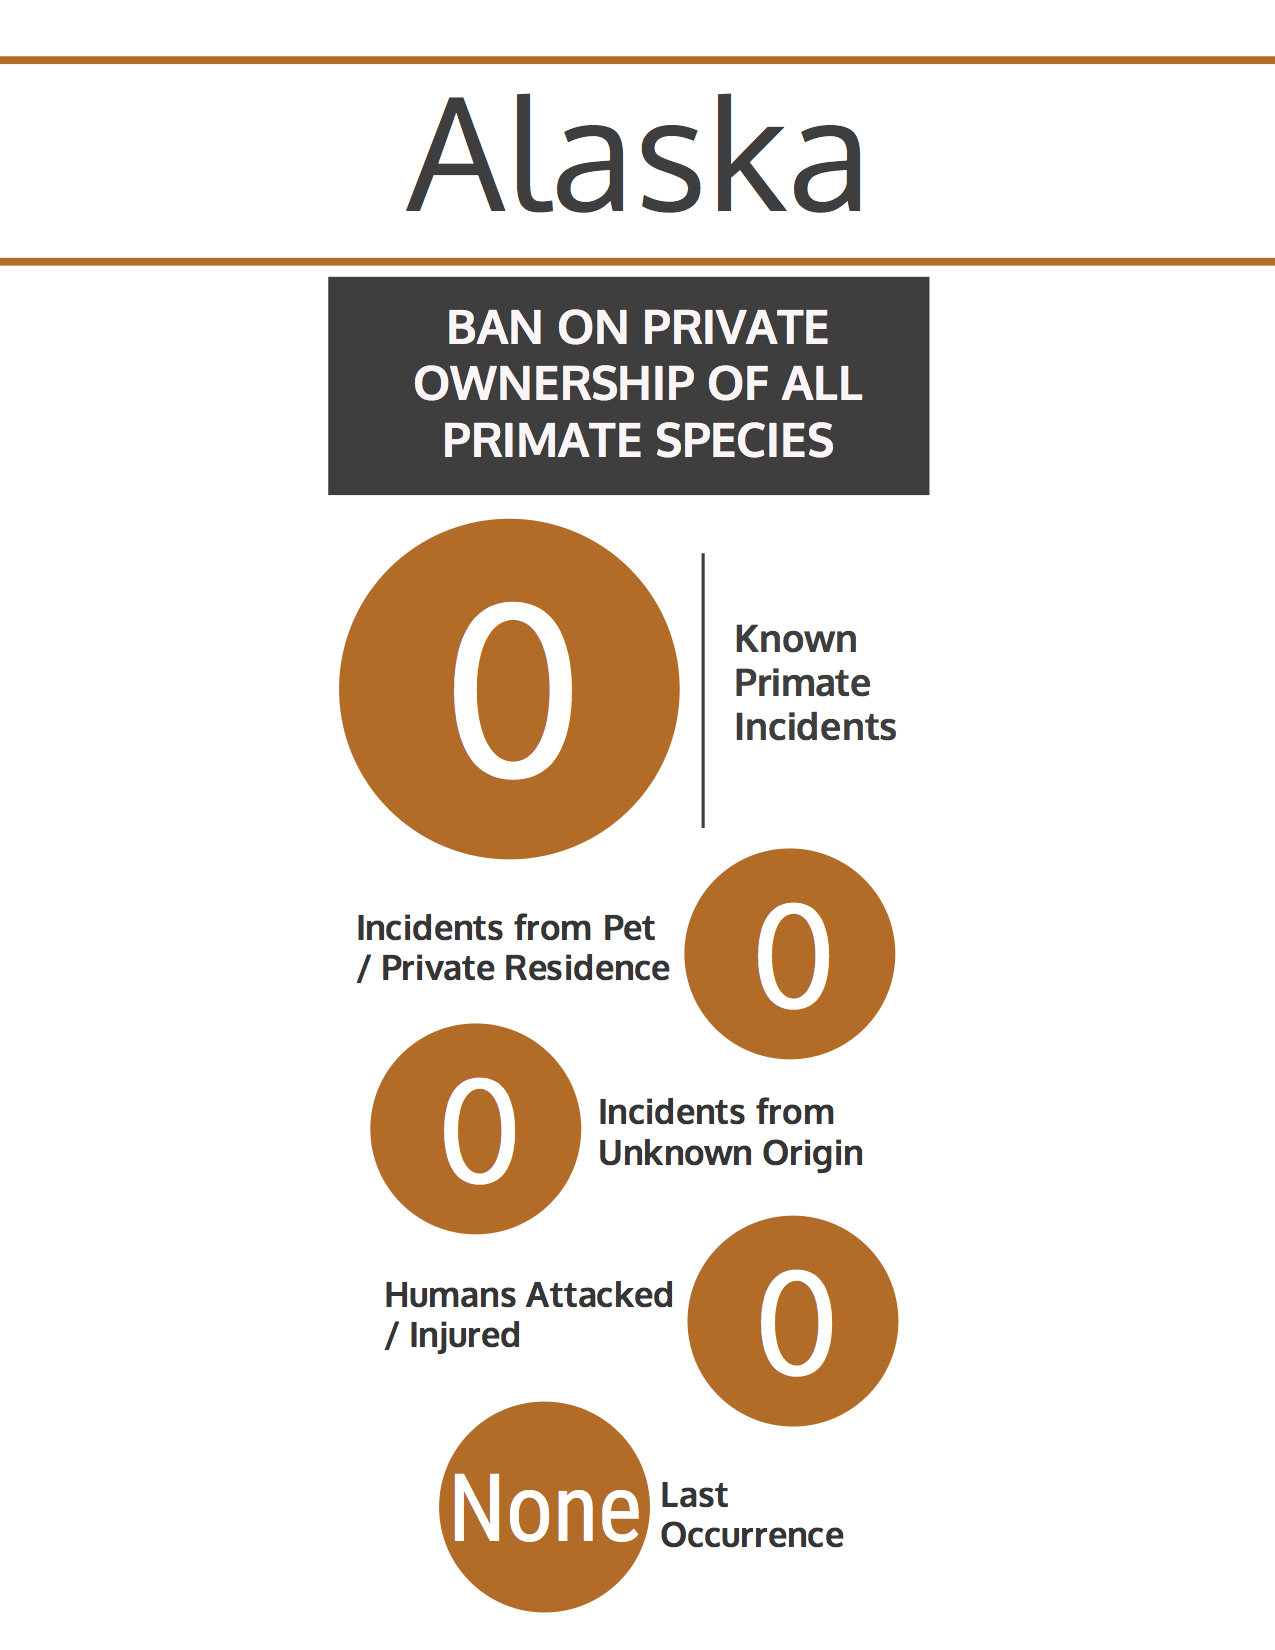 Alaska
BAN ON PRIVATE
OWNERSHIP OF ALL
PRIMATE SPECIES
0
Known
Primate
Incidents
Incidents from Pet
/ Private Residence
0
0
Incidents from
Unknown Origin
Humans Attacked
/ Injured
0
None
Last
Occurrence